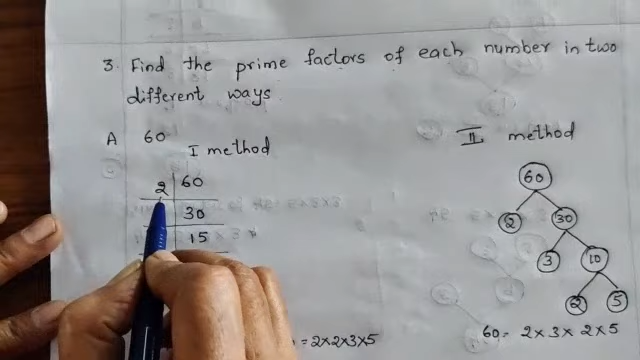 3. Find the prime factors of each number in two
different ways.
A 60
I method
2 60
30
15
= 2×2×3×5
II method
60
2 30
3 10
2 5
60 = 2×3×2×5